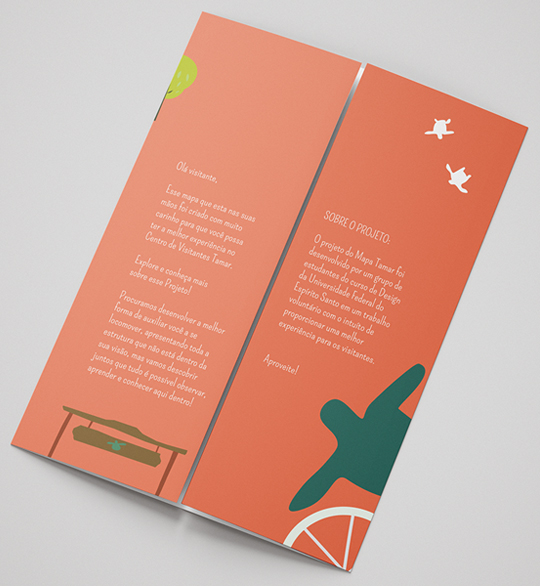 Olá visitante,
Esse mapa que esta nas suas
mãos foi criado com muito
carinho para que você possa
ter a melhor experiência no
Centro de Visitantes Tamar.
Explore e conheça mais
sobre esse Projeto!
Procuramos desenvolver a melhor
forma de auxiliar você a se
locomover, apresentando toda a
estrutura que não está dentro da
sua visão, mas vamos descobrir
juntos que tudo é possível observar,
aprender e conhecer aqui dentro!
SOBRE O PROJETO:
O projeto do Mapa Tamar foi
desenvolvido por um grupo de
estudantes do curso de Design
da Universidade Federal do
Espírito Santo em um trabalho
voluntário com o intuito de
proporcionar uma melhor
experiência para os visitantes.
Aproveite!